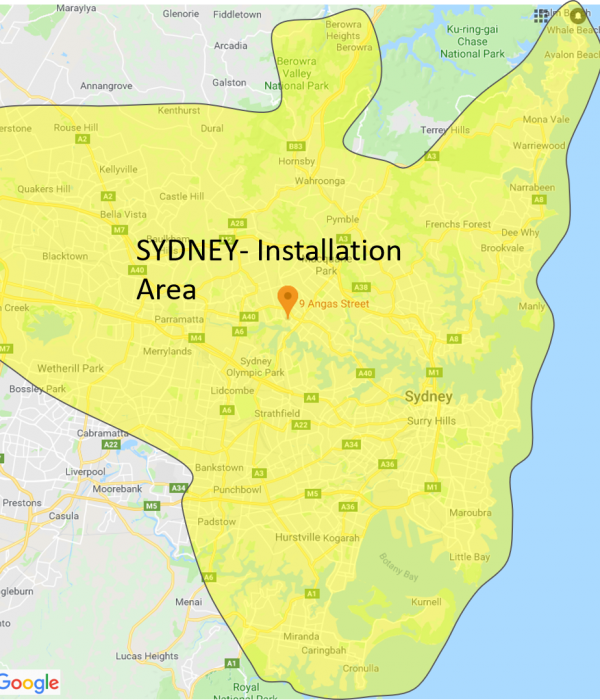 Maraylya
Glenorie
Fiddletown
Berowra
Heights
Berowra
Ku-ring-gai
Chase
National Park
Whale Beach
Avalon Beach
Arcadia
Berowra
Valley
National Park
Galston
Annangrove
Kenthurst
Mona Vale
Rouse Hill
Dural
Terrey Hills
A2
B83
Warriewood
A3
Hornsby
Kellyville
Wahroonga
Narrabeen
Quakers Hill
A2
Castle Hill
A8
Bella Vista
Pymble
Frenchs Forest
M7
A28
Dee Why
A3
Brookvale
SYDNEY- Installation
Area
Blacktown
Park
A40
A38
9 Angas Street
Manly
Creek
Parramatta
A40
A6
M4
A8
M7
Merrylands
Wetherill Park
Sydney
Olympic Park
A40
M1
Bossley Park
Lidcombe
A4
Sydney
A6
Strathfield
A22
Surry Hills
Cabramatta
A22
A34
Liverpool
Bankstown
A3
A36
Moorebank
A34
Punchbowl
M5
M1
Prestons
M5
A36
Maroubra
Casula
Padstow
Hurstville
Kogarah
Little Bay
Botany Bay
A6
A1
Menai
Kurnell
Miranda
Caringbah
Lucas Heights
A1
Cronulla
Google
Royal
National Park